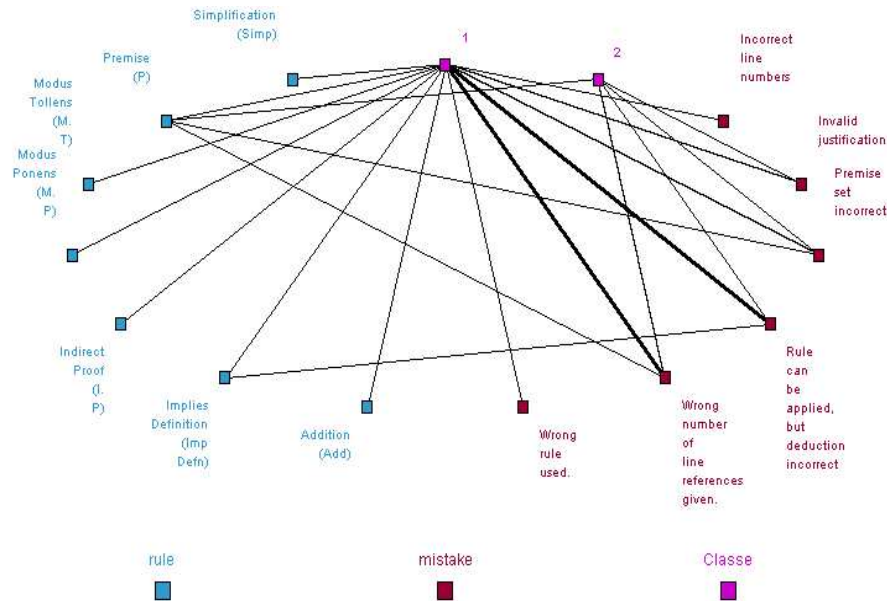 Simplification
(Simp)
1
2
Incorrect
line
numbers
Premise
(P)
Modus
Tollens
(M.
T)
Invalid
justification
Modus
Ponens
(M.
P)
Premise
set
incorrect
Indirect
Proof
(I.
P)
Rule
can
be
applied,
but
deduction
incorrect
Implies
Definition
(Imp
Defn)
Addition
(Add)
Wrong
rule
used.
Wrong
number
of
line
references
given.
rule
mistake
Classe